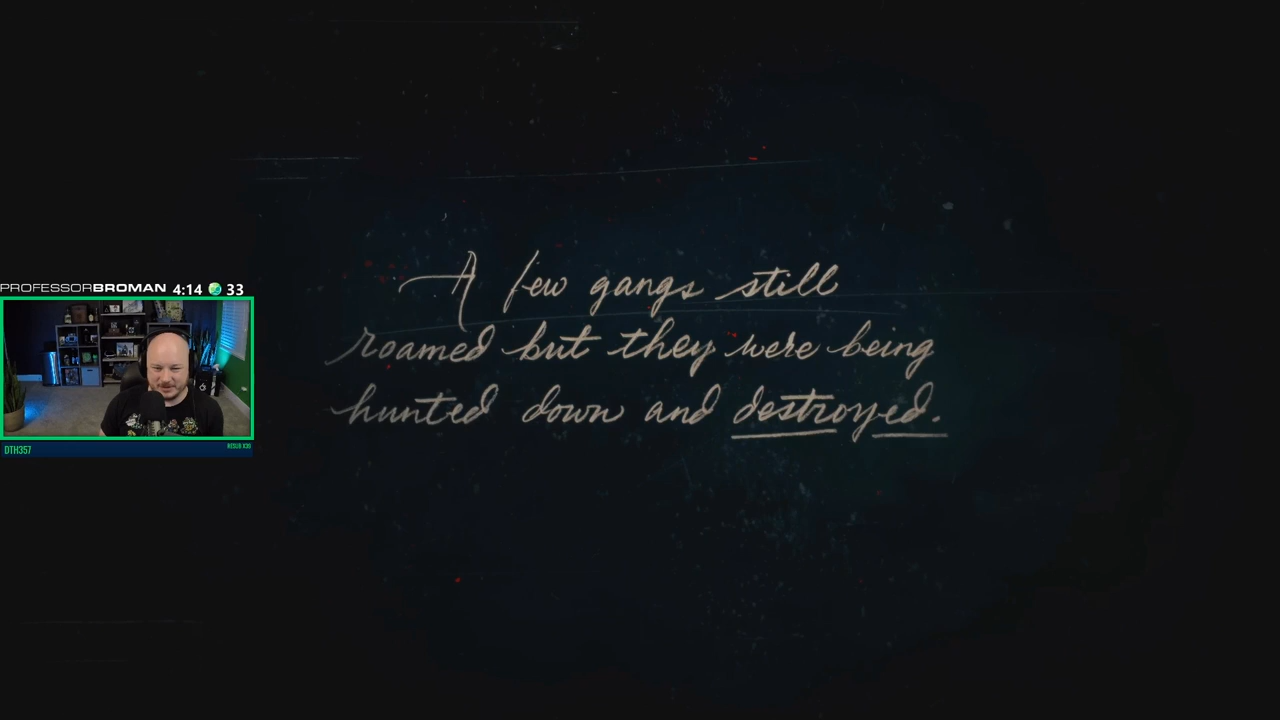 A few gangs still
roamed but they were being
hunted down and destroyed.
PROFESSORBROMAN 4:14 33
DTH357